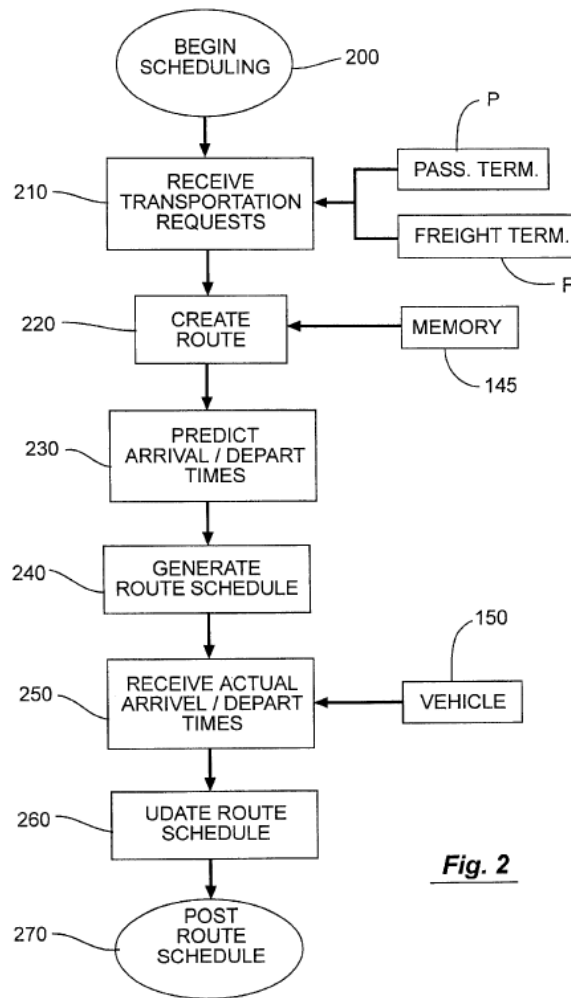 BEGIN
SCHEDULING
200
P
PASS. TERM.
210
RECEIVE
TRANSPORTATION
REQUESTS
FREIGHT TERM.
F
220
CREATE
ROUTE
MEMORY
145
230
PREDICT
ARRIVAL / DEPART
TIMES
240
GENERATE
ROUTE SCHEDULE
150
250
RECEIVE ACTUAL
ARRIVEL / DEPART
TIMES
VEHICLE
260
UDATE ROUTE
SCHEDULE
Fig. 2
270
POST
ROUTE
SCHEDULE